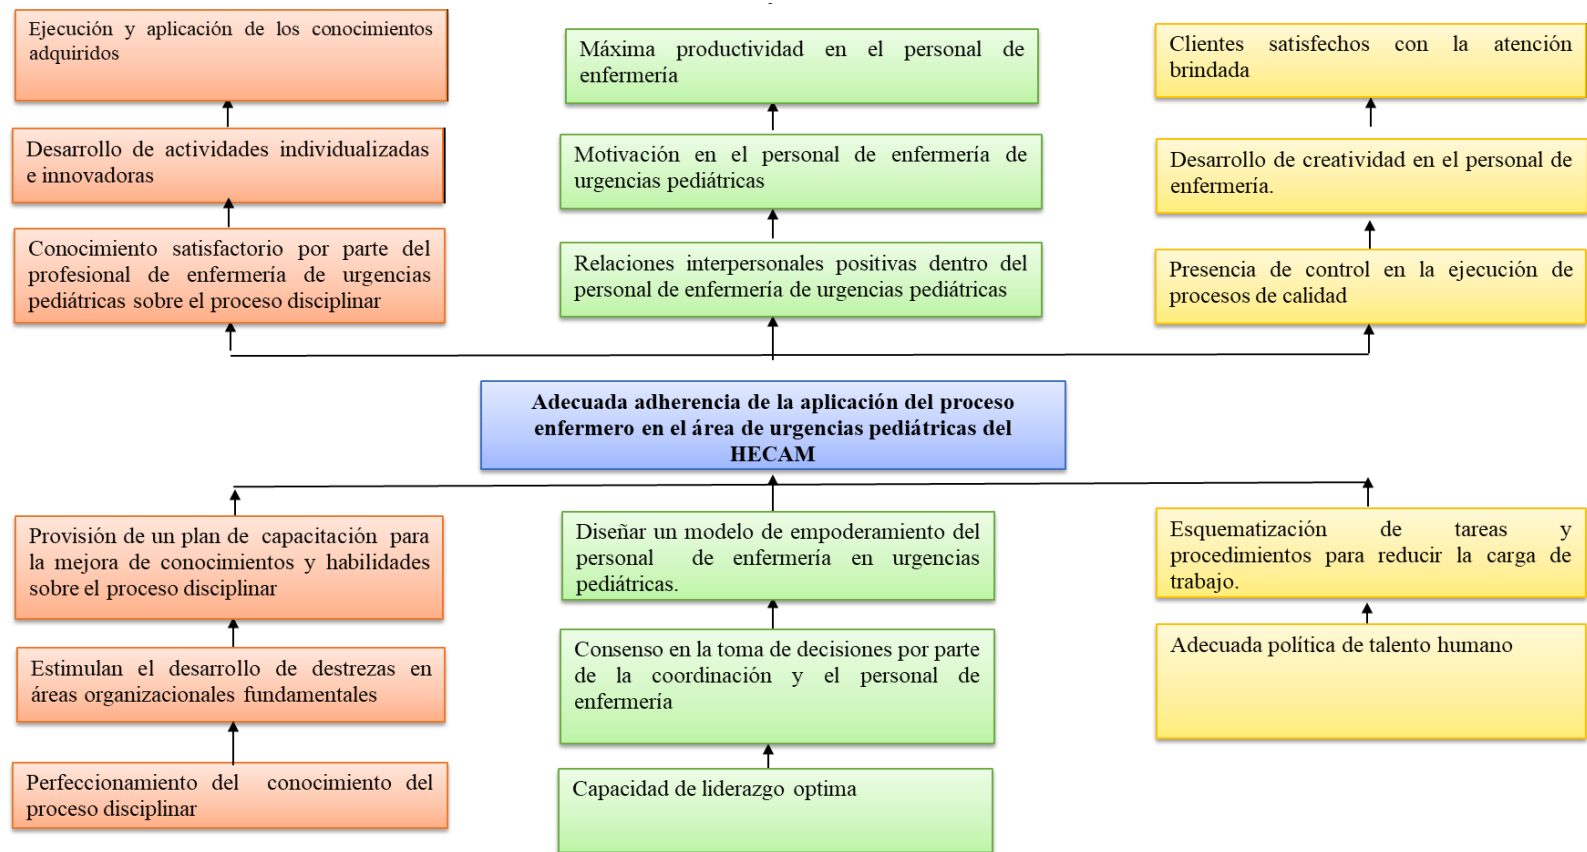 Ejecución y aplicación de los conocimientos
adquiridos
Máxima productividad en el personal de
enfermería
Clientes satisfechos con la atención
brindada
Desarrollo de actividades individualizadas
e innovadoras
Motivación en el personal de enfermería de
urgencias pediátricas
Desarrollo de creatividad en el personal de
enfermería.
Conocimiento satisfactorio por parte del
profesional de enfermería de urgencias
pediátricas sobre el proceso disciplinar
Relaciones interpersonales positivas dentro del
personal de enfermería de urgencias pediátricas
Presencia de control en la ejecución de
procesos de calidad
Adecuada adherencia de la aplicación del proceso
enfermero en el área de urgencias pediátricas del
HECAM
Provisión de un plan de capacitación para
la mejora de conocimientos y habilidades
sobre el proceso disciplinar
Diseñar un modelo de empoderamiento del
personal de enfermería en urgencias
pediátricas.
Esquematización de tareas y
procedimientos para reducir la carga de
trabajo.
Estimulan el desarrollo de destrezas en
áreas organizacionales fundamentales
Consenso en la toma de decisiones por parte
de la coordinación y el personal de
enfermería
Adecuada política de talento humano
Perfeccionamiento del conocimiento del
proceso disciplinar
Capacidad de liderazgo optima